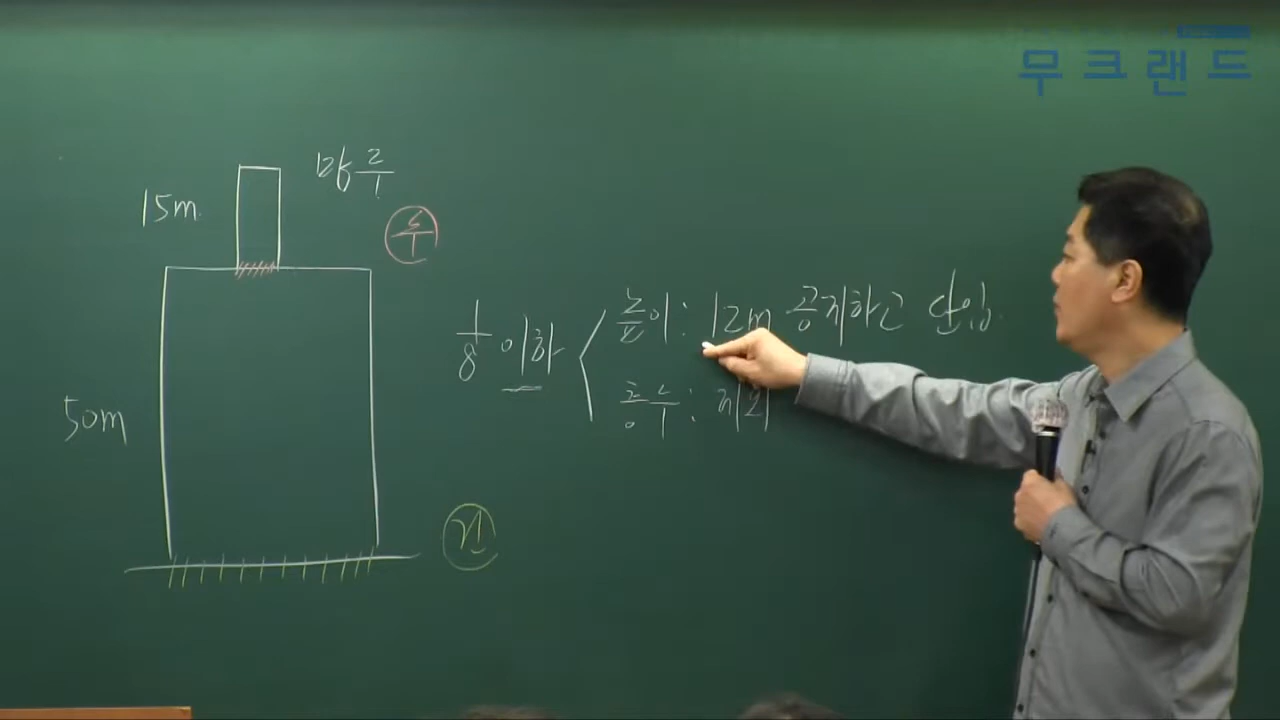 무크랜드
망루
15m
수
1/8 이하
높이: 12m 공제하고 산입
층수: 제외
50m
건